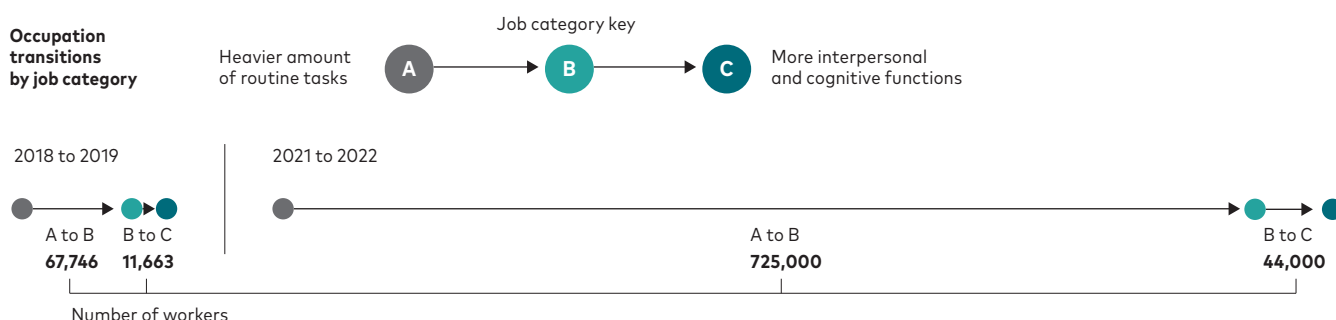 Occupation
transitions
by job category
Job category key
Heavier amount
of routine tasks
A
B
C
More interpersonal
and cognitive functions
2018 to 2019
2021 to 2022
A to B
B to C
A to B
B to C
67,746
11,663
725,000
44,000
Number of workers